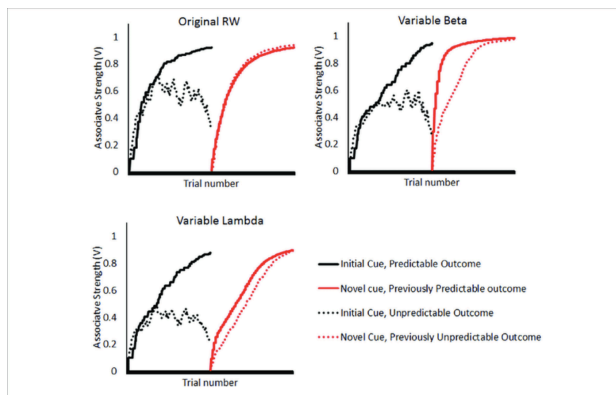 Original RW
Associatve Strength (V)
1
0.8
0.6
0.4
0.2
0
Trial number
Variable Beta
Associatve Strength (V)
1
0.8
0.6
0.4
0.2
0
Trial number
Variable Lambda
Associatve Strength (V)
1
0.8
0.6
0.4
0.2
0
Trial number
Initial Cue, Predictable Outcome
Novel cue, Previously Predictable outcome
Initial Cue, Unpredictable Outcome
Novel Cue, Previously Unpredictable Outcome